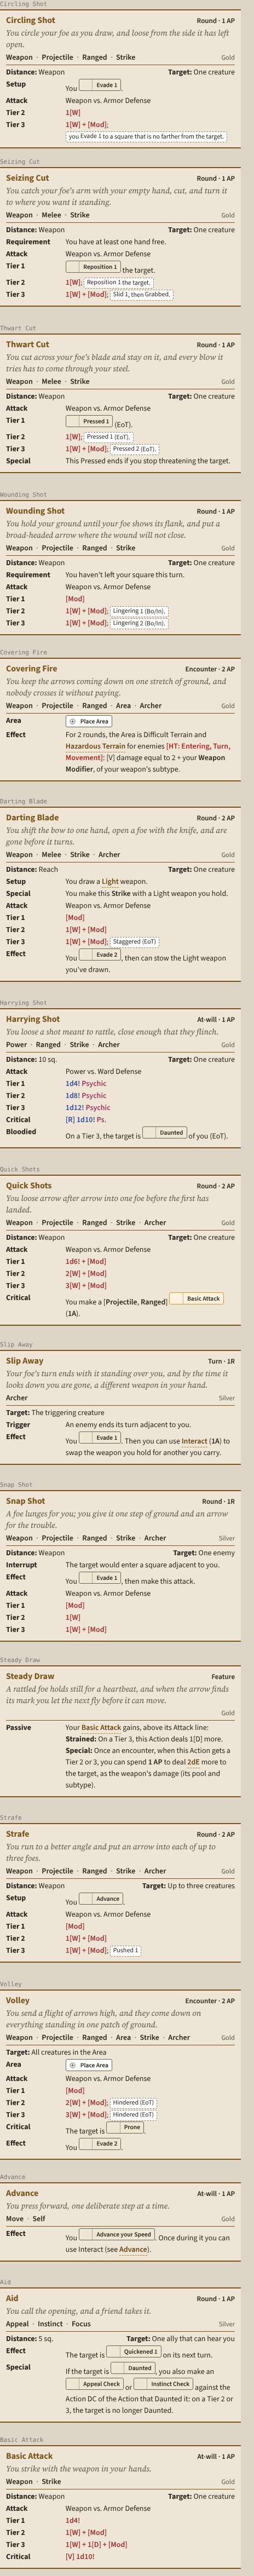 Circling Shot
Circling Shot Round · 1 AP
You circle your foe as you draw, and loose from the side it has left
open.
Weapon · Projectile · Ranged · Strike Gold
Distance: Weapon Target: One creature
Setup You Evade 1 .
Attack Weapon vs. Armor Defense
Tier 2 1[W]
Tier 3 1[W] + [Mod];
you Evade 1 to a square that is no farther from the target.
Seizing Cut
Seizing Cut Round · 1 AP
You catch your foe's arm with your empty hand, cut, and turn it
to where you want it standing.
Weapon · Melee · Strike Gold
Distance: Weapon Target: One creature
Requirement You have at least one hand free.
Attack Weapon vs. Armor Defense
Tier 1 Reposition 1 the target.
Tier 2 1[W]; Reposition 1 the target.
Tier 3 1[W] + [Mod]; Slid 1, then Grabbed.
Thwart Cut
Thwart Cut Round · 1 AP
You cut across your foe's blade and stay on it, and every blow it
tries has to come through your steel.
Weapon · Melee · Strike Gold
Distance: Weapon Target: One creature
Attack Weapon vs. Armor Defense
Tier 1 Pressed 1 (EoT).
Tier 2 1[W]; Pressed 1 (EoT).
Tier 3 1[W] + [Mod]; Pressed 2 (EoT).
Special This Pressed ends if you stop threatening the target.
Wounding Shot
Wounding Shot Round · 1 AP
You hold your ground until your foe shows its flank, and put a
broad-headed arrow where the wound will not close.
Weapon · Projectile · Ranged · Strike Gold
Distance: Weapon Target: One creature
Requirement You haven't left your square this turn.
Attack Weapon vs. Armor Defense
Tier 1 [Mod]
Tier 2 1[W] + [Mod]; Lingering 1 (Bo/In).
Tier 3 1[W] + [Mod]; Lingering 2 (Bo/In).
Covering Fire
Covering Fire Encounter · 2 AP
You keep the arrows coming down on one stretch of ground, and
nobody crosses it without paying.
Weapon · Projectile · Ranged · Area · Archer Gold
Area Place Area
Effect For 2 rounds, the Area is Difficult Terrain and
Hazardous Terrain for enemies [HT: Entering, Turn,
Movement]: [V] damage equal to 2 + your Weapon
Modifier, of your weapon's subtype.
Darting Blade
Darting Blade Round · 2 AP
You shift the bow to one hand, open a foe with the knife, and are
gone before it turns.
Weapon · Melee · Strike · Archer Gold
Distance: Reach Target: One creature
Setup You draw a Light weapon.
Special You make this Strike with a Light weapon you hold.
Attack Weapon vs. Armor Defense
Tier 1 [Mod]
Tier 2 1[W] + [Mod]
Tier 3 1[W] + [Mod]; Staggered (EoT)
Effect You Evade 2 , then can stow the Light weapon
you've drawn.
Harrying Shot
Harrying Shot At-will · 1 AP
You loose a shot meant to rattle, close enough that they flinch.
Power · Ranged · Strike · Archer Gold
Distance: 10 sq. Target: One creature
Attack Power vs. Ward Defense
Tier 1 1d4! Psychic
Tier 2 1d8! Psychic
Tier 3 1d12! Psychic
Critical [R] 1d10! Ps.
Bloodied On a Tier 3, the target is Daunted of you (EoT).
Quick Shots
Quick Shots Round · 2 AP
You loose arrow after arrow into one foe before the first has
landed.
Weapon · Projectile · Ranged · Strike · Archer Gold
Distance: Weapon Target: One creature
Attack Weapon vs. Armor Defense
Tier 1 1d6! + [Mod]
Tier 2 2[W] + [Mod]
Tier 3 3[W] + [Mod]
Critical You make a [Projectile, Ranged] Basic Attack
(1A).
Slip Away
Slip Away Turn · 1R
Your foe's turn ends with it standing over you, and by the time it
looks down you are gone, a different weapon in your hand.
Archer Silver
Target: The triggering creature
Trigger An enemy ends its turn adjacent to you.
Effect You Evade 1 . Then you can use Interact (1A) to
swap the weapon you hold for another you carry.
Snap Shot
Snap Shot Round · 1R
A foe lunges for you; you give it one step of ground and an arrow
for the trouble.
Weapon · Projectile · Ranged · Strike · Archer Silver
Distance: Weapon Target: One enemy
Interrupt The target would enter a square adjacent to you.
Effect You Evade 1 , then make this attack.
Attack Weapon vs. Armor Defense
Tier 1 [Mod]
Tier 2 1[W]
Tier 3 1[W] + [Mod]
Steady Draw
Steady Draw Feature
A rattled foe holds still for a heartbeat, and when the arrow finds
its mark you let the next fly before it can move.
Gold
Passive Your Basic Attack gains, above its Attack line:
Strained: On a Tier 3, this Action deals 1[D] more.
Special: Once an encounter, when this Action gets a
Tier 2 or 3, you can spend 1 AP to deal 2dE more to
the target, as the weapon's damage (its pool and
subtype).
Strafe
Strafe Round · 2 AP
You run to a better angle and put an arrow into each of up to
three foes.
Weapon · Projectile · Ranged · Strike · Archer Gold
Distance: Weapon Target: Up to three creatures
Setup You Advance .
Attack Weapon vs. Armor Defense
Tier 1 [Mod]
Tier 2 1[W] + [Mod]
Tier 3 1[W] + [Mod]; Pushed 1
Volley
Volley Encounter · 2 AP
You send a flight of arrows high, and they come down on
everything standing in one patch of ground.
Weapon · Projectile · Ranged · Area · Strike · Archer Gold
Target: All creatures in the Area
Area Place Area
Attack Weapon vs. Armor Defense
Tier 1 [Mod]
Tier 2 2[W] + [Mod]; Hindered (EoT)
Tier 3 3[W] + [Mod]; Hindered (EoT)
Critical The target is Prone .
Effect You Evade 2 .
Advance
Advance At-will · 1 AP
You press forward, one deliberate step at a time.
Move · Self
Effect You Advance your Speed . Once during it you can
use Interact (see Advance).
Aid
Aid Round · 1 AP
You call the opening, and a friend takes it.
Appeal · Instinct · Focus Silver
Distance: 5 sq. Target: One ally that can hear you
Effect The target is Quickened 1 on its next turn.
Special If the target is Daunted , you also make an
Appeal Check or Instinct Check against the
Action DC of the Action that Daunted it: on a Tier 2 or
3, the target is no longer Daunted.
Basic Attack
Basic Attack At-will · 1 AP
You strike with the weapon in your hands.
Weapon · Strike Gold
Distance: Weapon Target: One creature
Attack Weapon vs. Armor Defense
Tier 1 1d4!
Tier 2 1[W] + [Mod]
Tier 3 1[W] + 1[D] + [Mod]
Critical [V] 1d10!